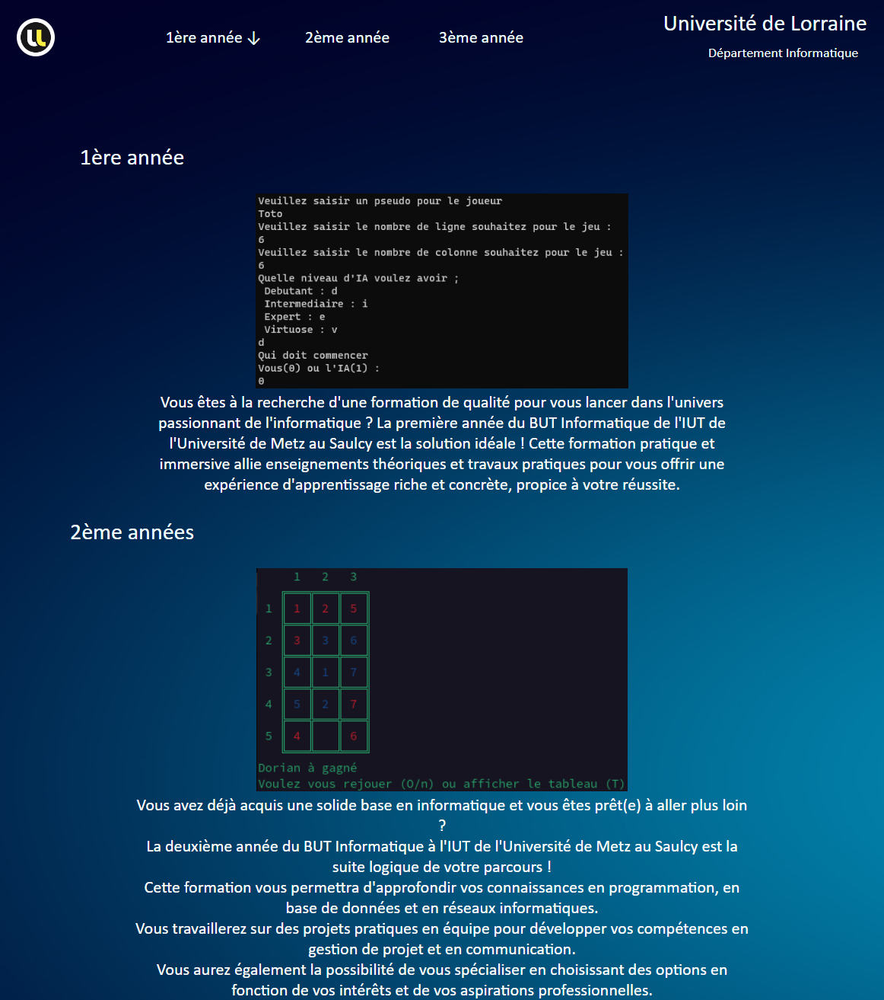 1ère année ↓ 2ème année 3ème année
Université de Lorraine
Département Informatique
1ère année
Veuillez saisir un pseudo pour le joueur
Toto
Veuillez saisir le nombre de ligne souhaitez pour le jeu :
6
Veuillez saisir le nombre de colonne souhaitez pour le jeu :
6
Quelle niveau d'IA voulez avoir ;
Debutant : d
Intermediaire : i
Expert : e
Virtuose : v
d
Qui doit commencer
Vous(0) ou l'IA(1) :
0
Vous êtes à la recherche d'une formation de qualité pour vous lancer dans l'univers
passionnant de l'informatique ? La première année du BUT Informatique de l'IUT de
l'Université de Metz au Saulcy est la solution idéale ! Cette formation pratique et
immersive allie enseignements théoriques et travaux pratiques pour vous offrir une
expérience d'apprentissage riche et concrète, propice à votre réussite.
2ème années
1 2 3
1 1 2 5
2 3 3 6
3 4 1 7
4 5 2 7
5 4 6
Dorian à gagné
Voulez vous rejouer (O/n) ou afficher le tableau (T)
Vous avez déjà acquis une solide base en informatique et vous êtes prêt(e) à aller plus loin
?
La deuxième année du BUT Informatique à l'IUT de l'Université de Metz au Saulcy est la
suite logique de votre parcours !
Cette formation vous permettra d'approfondir vos connaissances en programmation, en
base de données et en réseaux informatiques.
Vous travaillerez sur des projets pratiques en équipe pour développer vos compétences en
gestion de projet et en communication.
Vous aurez également la possibilité de vous spécialiser en choisissant des options en
fonction de vos intérêts et de vos aspirations professionnelles.